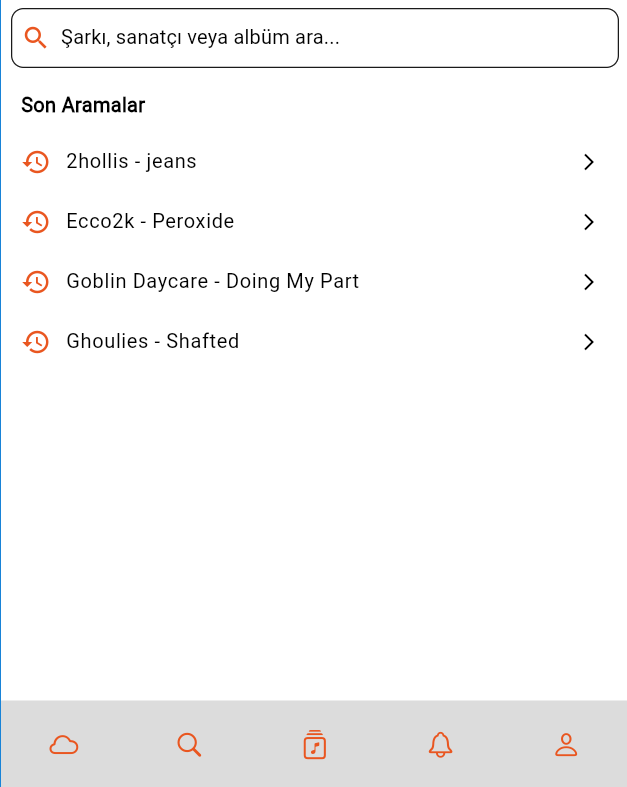 Şarkı, sanatçı veya albüm ara...
Son Aramalar
2hollis - jeans
Ecco2k - Peroxide
Goblin Daycare - Doing My Part
Ghoulies - Shafted